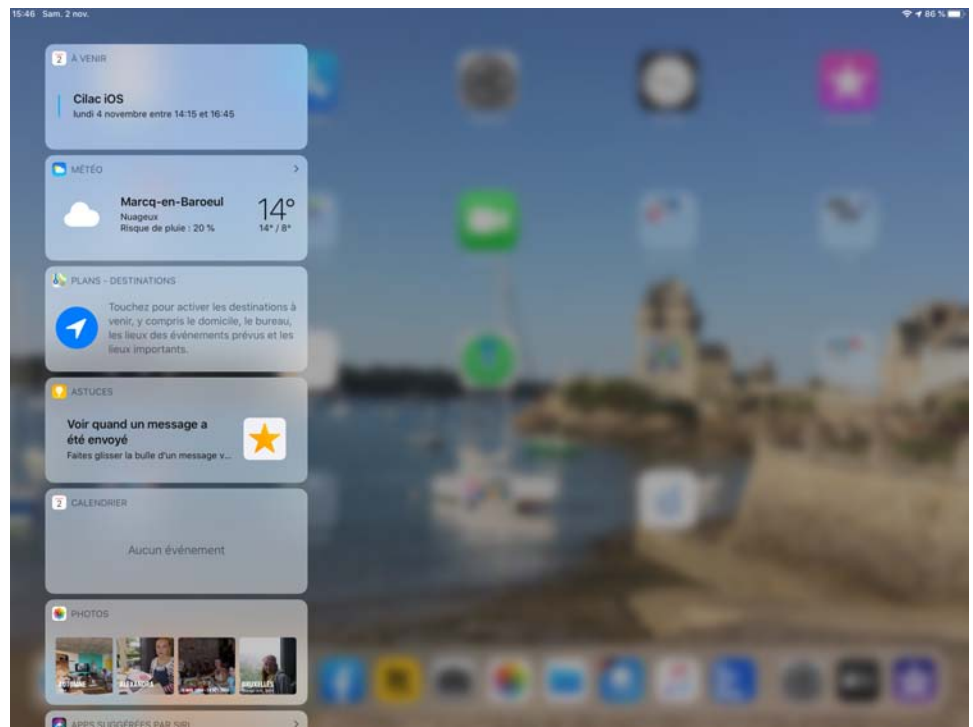 15:46 Sam. 2 nov.
86 %
2 À VENIR
Cilac iOS
lundi 4 novembre entre 14:15 et 16:45
MÉTÉO
Marcq-en-Baroeul
14°
Nuageux
Risque de pluie : 20 %
14° / 8°
PLANS - DESTINATIONS
Touchez pour activer les destinations à
venir, y compris le domicile, le bureau,
les lieux des événements prévus et les
lieux importants.
ASTUCES
Voir quand un message a
été envoyé
Faites glisser la bulle d'un message v...
2 CALENDRIER
Aucun événement
PHOTOS
AUTOMNE
ALEXANDRA
BRUXELLES
APPS SUGGÉRÉES PAR SIRI